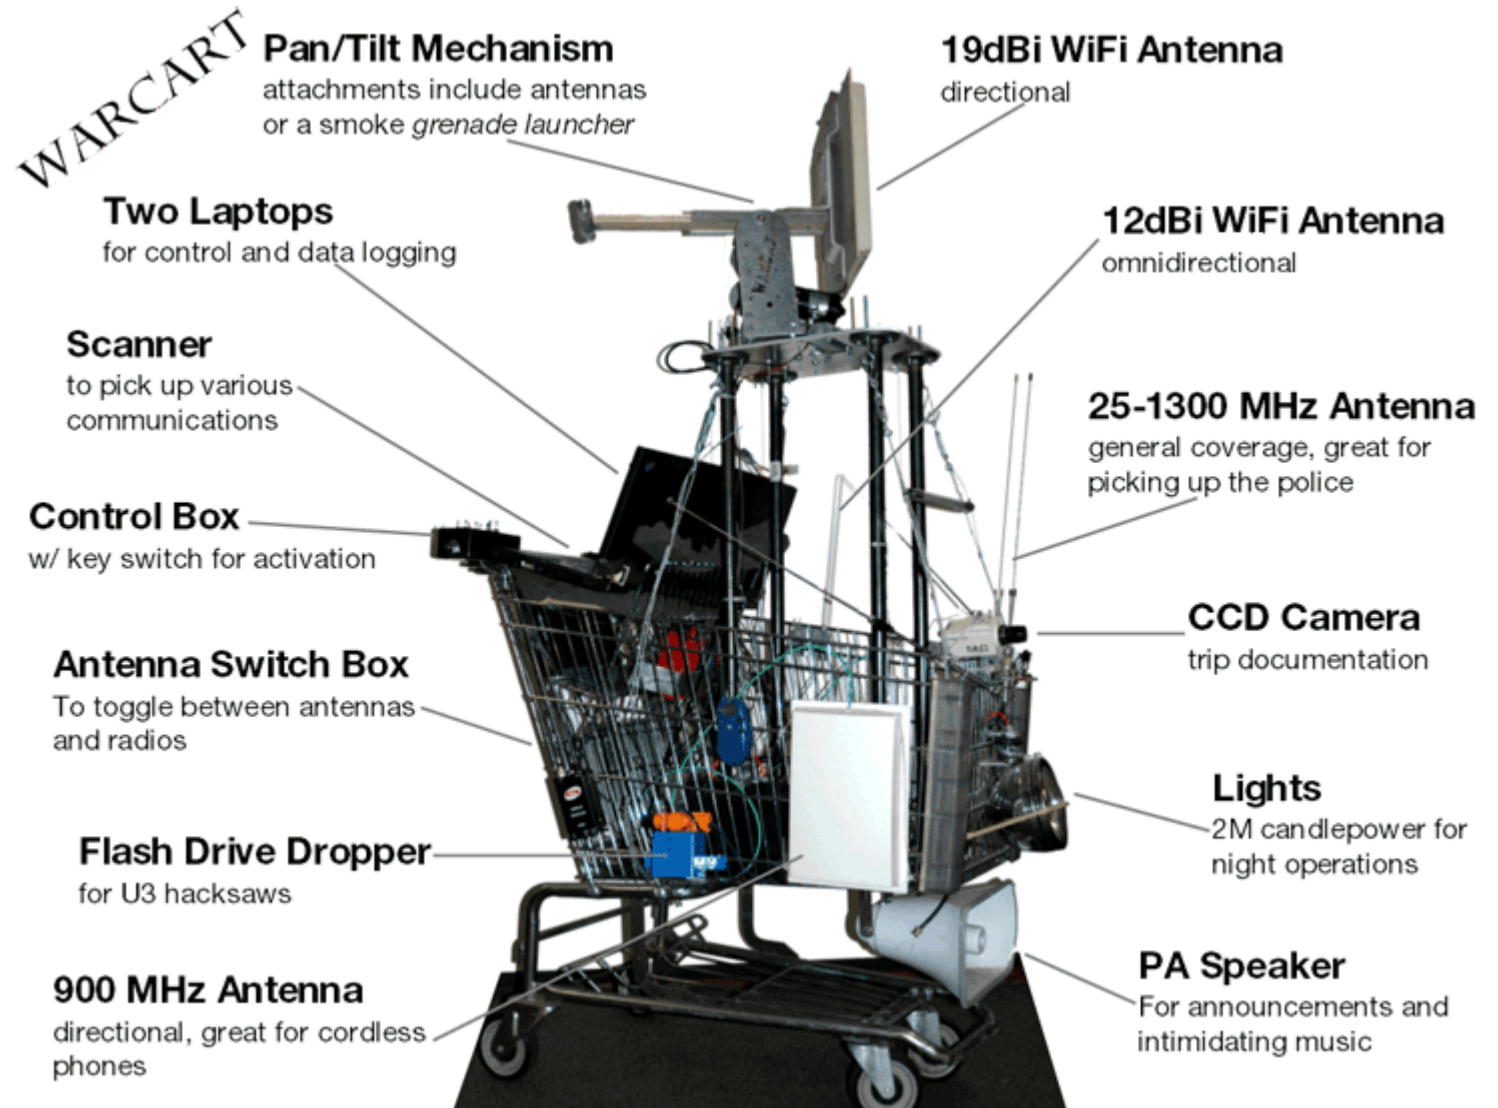 WARCART
Pan/Tilt Mechanism
attachments include antennas
or a smoke grenade launcher
19dBi WiFi Antenna
directional
Two Laptops
for control and data logging
12dBi WiFi Antenna
omnidirectional
Scanner
to pick up various
communications
25-1300 MHz Antenna
general coverage, great for
picking up the police
Control Box
w/ key switch for activation
CCD Camera
trip documentation
Antenna Switch Box
To toggle between antennas
and radios
Lights
2M candlepower for
night operations
Flash Drive Dropper
for U3 hacksaws
PA Speaker
For announcements and
intimidating music
900 MHz Antenna
directional, great for cordless
phones